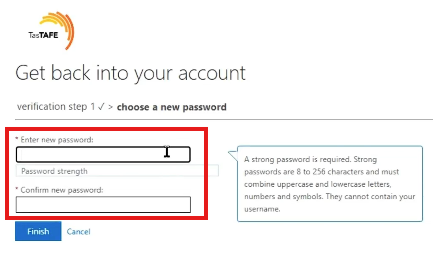 TasTAFE
Get back into your account
verification step 1 ✓ > choose a new password
* Enter new password:
Password strength
* Confirm new password:
A strong password is required. Strong
passwords are 8 to 256 characters and must
combine uppercase and lowercase letters,
numbers and symbols. They cannot contain your
username.
Finish Cancel